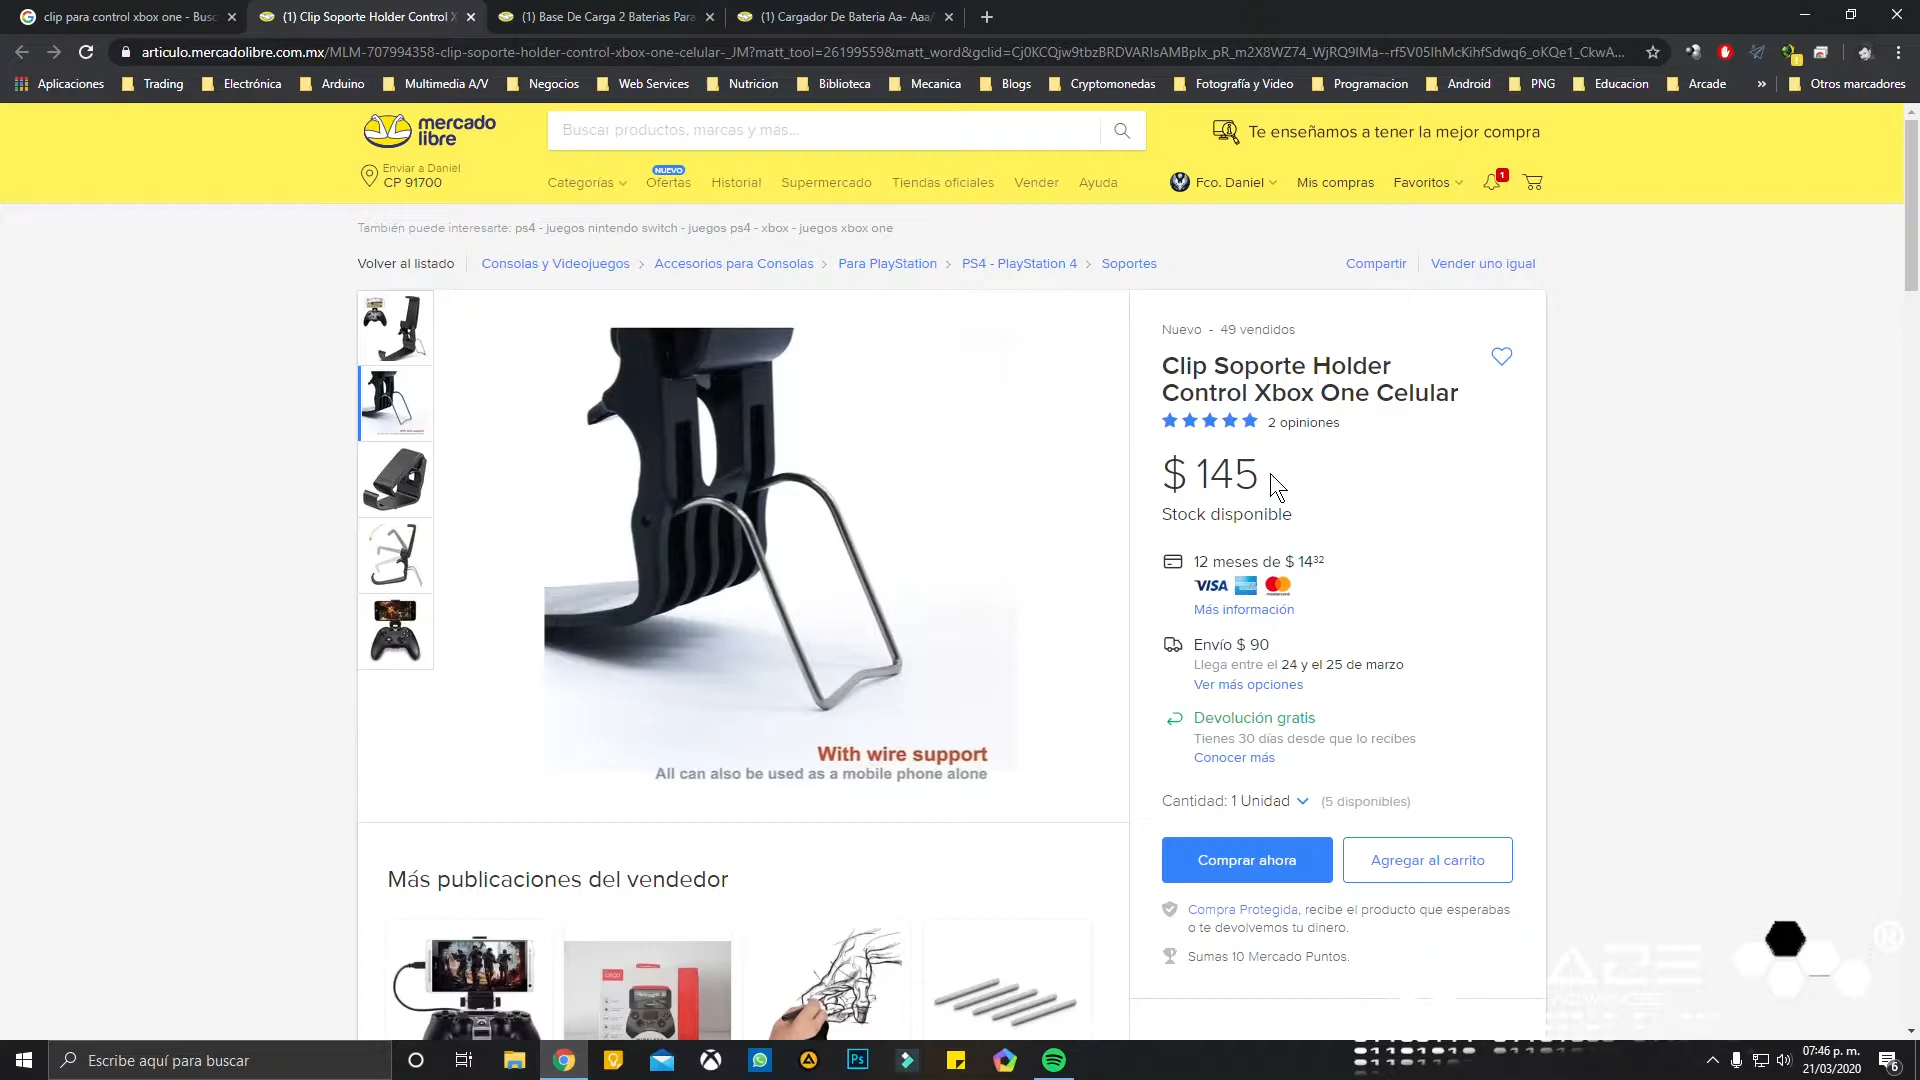 clip para control xbox one - Busc
(1) Clip Soporte Holder Control X
(1) Base De Carga 2 Baterias Para
(1) Cargador De Bateria Aa- Aaa/
articulo.mercadolibre.com.mx/MLM-707994358-clip-soporte-holder-control-xbox-one-celular-_JM?matt_tool=26199559&matt_word&gclid=Cj0KCQjw9tbzBRDVARIsAMBplx_pR_m2X8WZ74_WjRQ9IMa--rf5V05IhMcKihfSdwq6_oKQe1_CkwA...
Aplicaciones
Trading
Electrónica
Arduino
Multimedia A/V
Negocios
Web Services
Nutricion
Biblioteca
Mecanica
Blogs
Cryptomonedas
Fotografía y Video
Programacion
Android
PNG
Educacion
Arcade
»
Otros marcadores
mercado
libre
Buscar productos, marcas y más...
Te enseñamos a tener la mejor compra
Enviar a Daniel
CP 91700
Categorías
NUEVO
Ofertas
Historial
Supermercado
Tiendas oficiales
Vender
Ayuda
Fco. Daniel
Mis compras
Favoritos
1
También puede interesarte: ps4 - juegos nintendo switch - juegos ps4 - xbox - juegos xbox one
Volver al listado
Consolas y Videojuegos > Accesorios para Consolas > Para PlayStation > PS4 - PlayStation 4 > Soportes
Compartir
Vender uno igual
Nuevo - 49 vendidos
Clip Soporte Holder
Control Xbox One Celular
2 opiniones
$ 145
Stock disponible
12 meses de $ 14³²
VISA
Más información
Envío $ 90
Llega entre el 24 y el 25 de marzo
Ver más opciones
Devolución gratis
Tienes 30 días desde que lo recibes
Conocer más
Cantidad: 1 Unidad
(5 disponibles)
Comprar ahora
Agregar al carrito
Compra Protegida, recibe el producto que esperabas
o te devolvemos tu dinero.
Sumas 10 Mercado Puntos.
With wire support
All can also be used as a mobile phone alone
Más publicaciones del vendedor
Escribe aquí para buscar
Ps
07:46 p. m.
21/03/2020
6